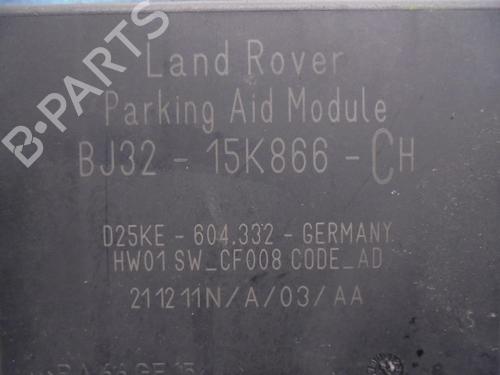 B-PARTS
Land Rover
Parking Aid Module
BJ32 - 15K866 - CH
D25KE - 604.332 - GERMANY
HW01 SW_CF008 CODE_AD
211211N/A/03/AA